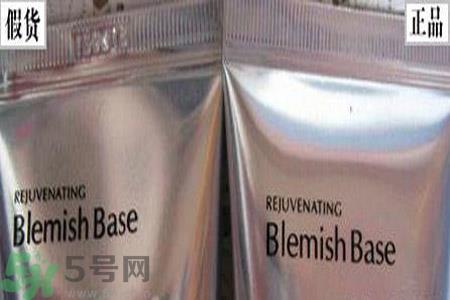 假货
正品
REJUVENATING
Blemish Base
REJUVENATING
Blemish Base
5号网